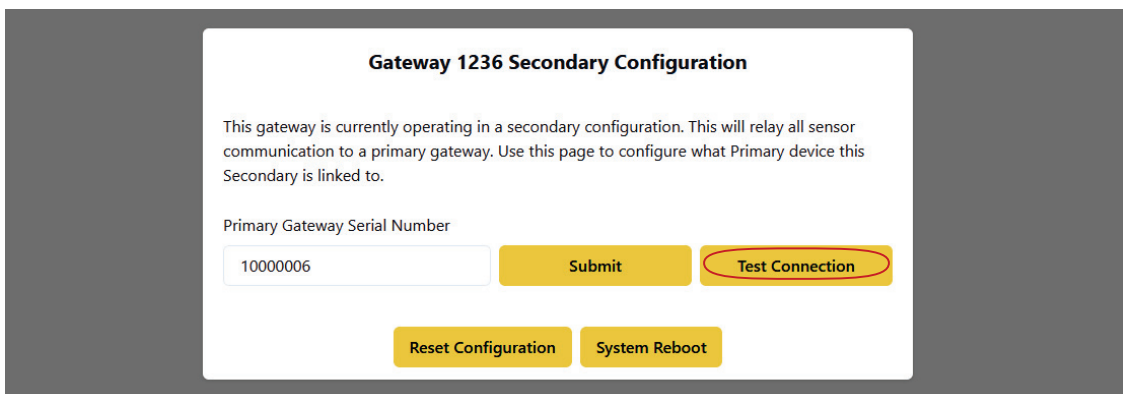 Gateway 1236 Secondary Configuration
This gateway is currently operating in a secondary configuration. This will relay all sensor
communication to a primary gateway. Use this page to configure what Primary device this
Secondary is linked to.
Primary Gateway Serial Number
10000006 Submit Test Connection
Reset Configuration System Reboot